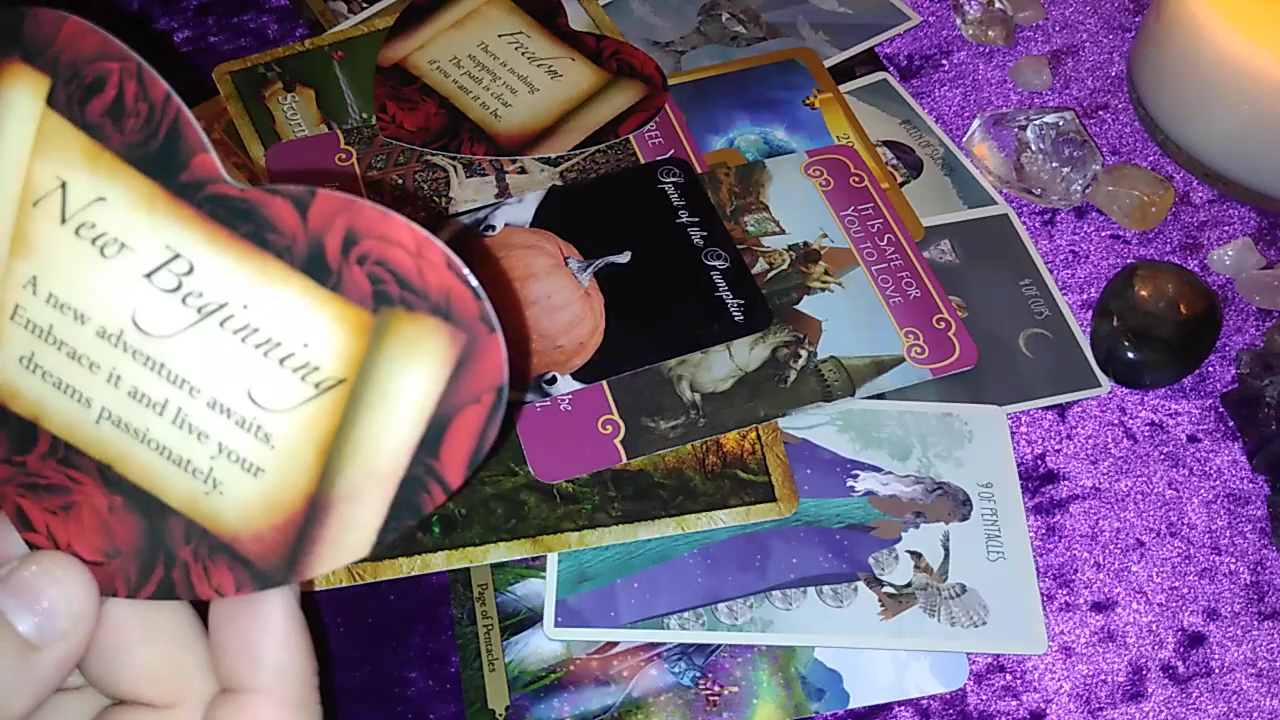 New Beginning
A new adventure awaits.
Embrace it and live your
dreams passionately.
Freedom
There is nothing
stopping you.
The path is clear
if you want it to be.
Spirit of the Pumpkin
IT IS SAFE FOR
YOU TO LOVE
9 OF PENTACLES
Page of Pentacles
OF CUPS
be